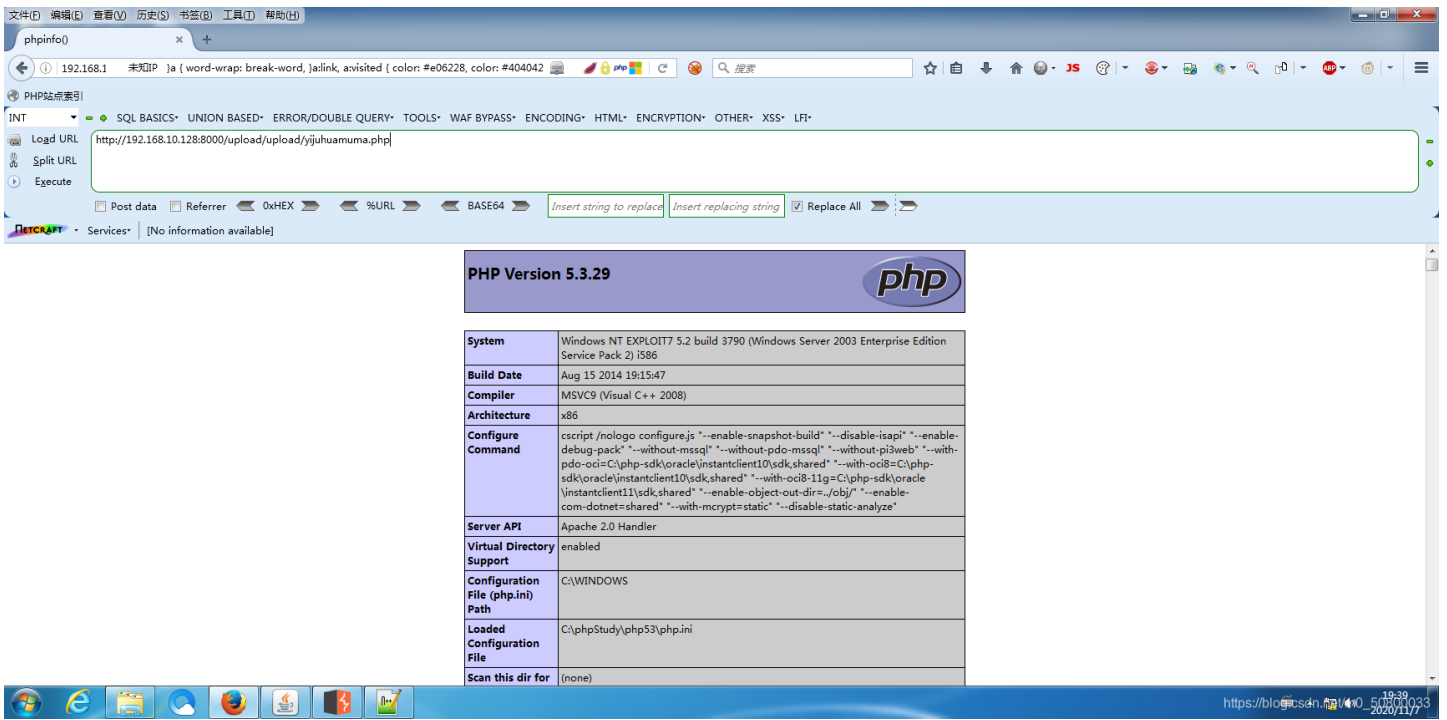 文件(F) 编辑(E) 查看(V) 历史(S) 书签(B) 工具(T) 帮助(H)
phpinfo() × +
192.168.1 未知IP }a { word-wrap: break-word, }a:link, a:visited { color: #e06228, color: #404042 php 搜索 JS ABP
PHP站点索引
INT SQL BASICS UNION BASED ERROR/DOUBLE QUERY TOOLS WAF BYPASS ENCODING HTML ENCRYPTION OTHER XSS LFI
Load URL http://192.168.10.128:8000/upload/upload/yijuhuamuma.php
Split URL
Execute
Post data Referrer 0xHEX %URL BASE64 Insert string to replace Insert replacing string Replace All
NETCRAFT Services [No information available]
PHP Version 5.3.29
php
System Windows NT EXPLOIT7 5.2 build 3790 (Windows Server 2003 Enterprise Edition
Service Pack 2) i586
Build Date Aug 15 2014 19:15:47
Compiler MSVC9 (Visual C++ 2008)
Architecture x86
Configure Command cscript /nologo configure.js "--enable-snapshot-build" "--disable-isapi" "--enable-
debug-pack" "--without-mssql" "--without-pdo-mssql" "--without-pi3web" "--with-
pdo-oci=C:\php-sdk\oracle\instantclient10\sdk,shared" "--with-oci8=C:\php-
sdk\oracle\instantclient10\sdk,shared" "--with-oci8-11g=C:\php-sdk\oracle
\instantclient11\sdk,shared" "--enable-object-out-dir=../obj/" "--enable-
com-dotnet=shared" "--with-mcrypt=static" "--disable-static-analyze"
Server API Apache 2.0 Handler
Virtual Directory Support enabled
Configuration File (php.ini) Path C:\WINDOWS
Loaded Configuration File C:\phpStudy\php53\php.ini
Scan this dir for (none)
19:39
2020/11/7